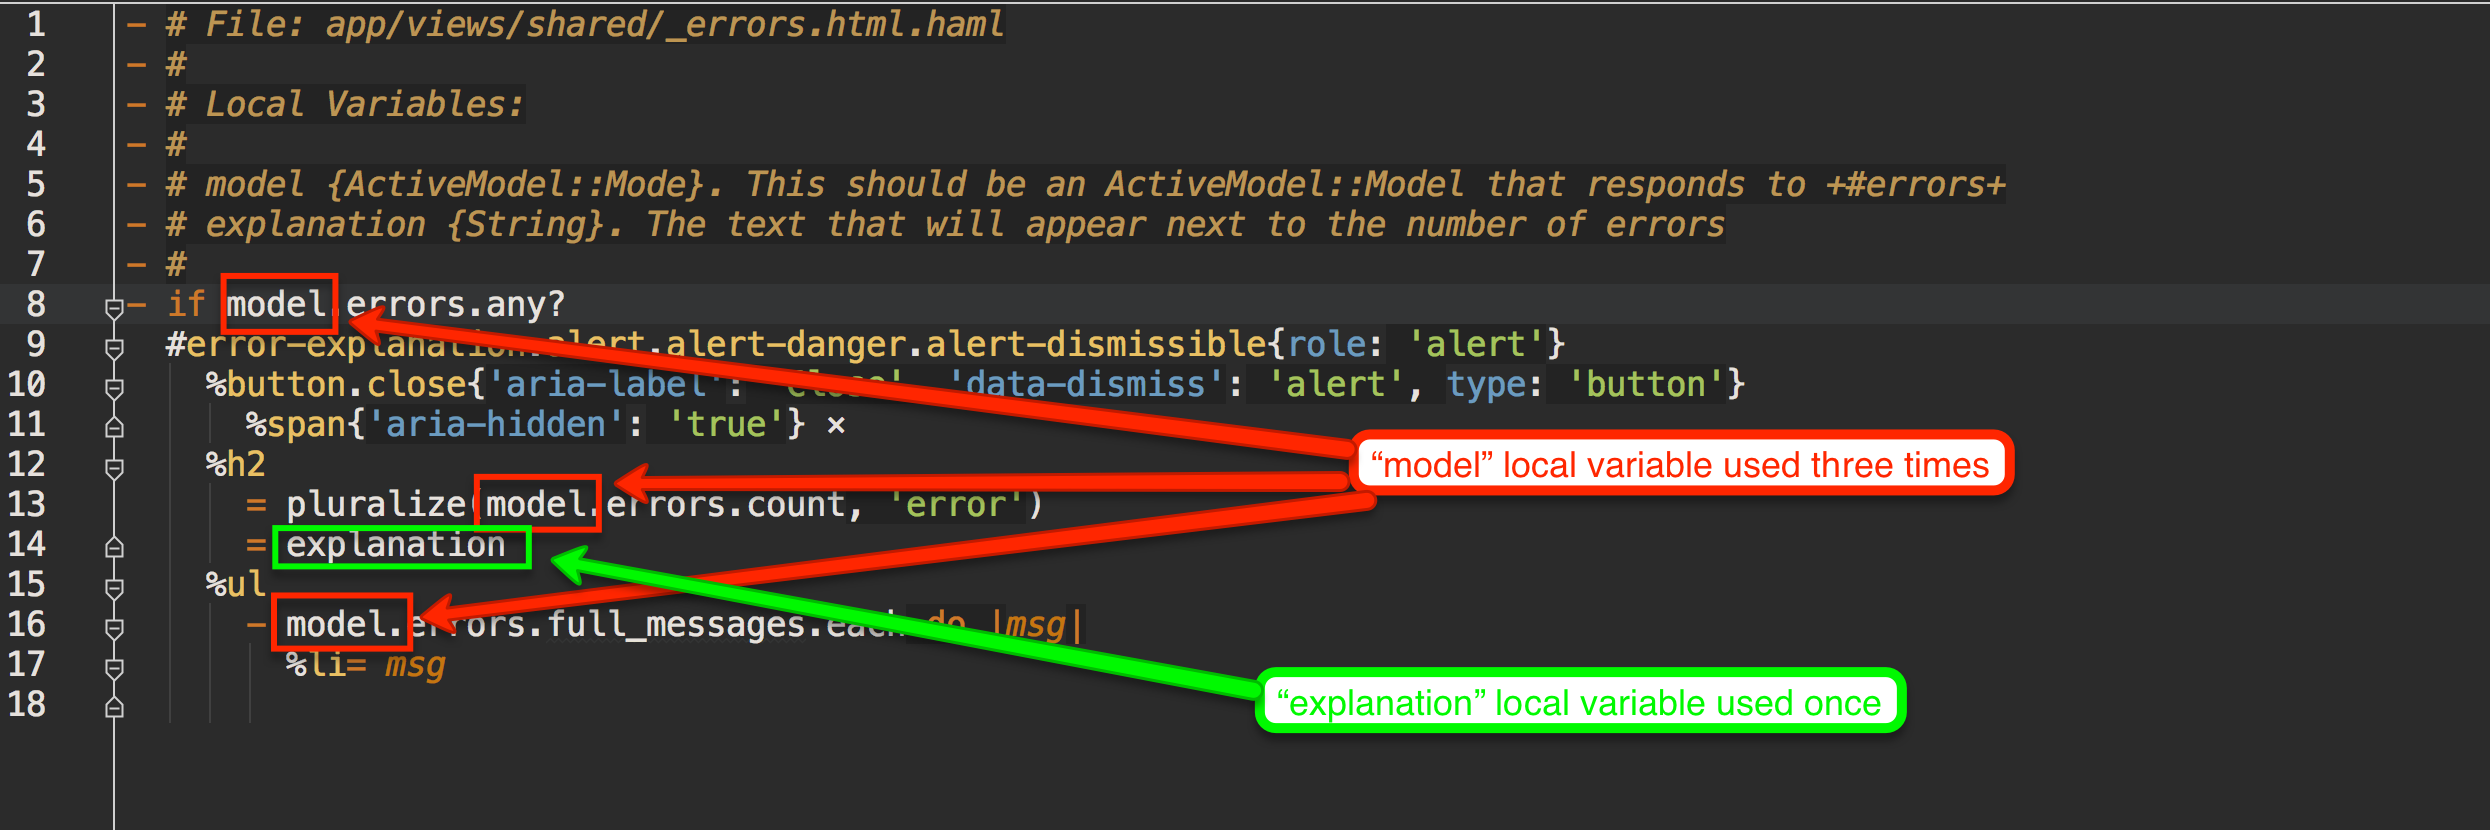 1 - # File: app/views/shared/_errors.html.haml
2 - #
3 - # Local Variables:
4 - #
5 - # model {ActiveModel::Mode}. This should be an ActiveModel::Model that responds to +#errors+
6 - # explanation {String}. The text that will appear next to the number of errors
7 - #
8 - if model.errors.any?
9 #error-explanation.alert.alert-danger.alert-dismissible{role: 'alert'}
10 %button.close{'aria-label': 'Close', 'data-dismiss': 'alert', type: 'button'}
11 %span{'aria-hidden': 'true'} ×
12 %h2
“model” local variable used three times
13 = pluralize(model.errors.count, 'error')
14 = explanation
15 %ul
16 - model.errors.full_messages.each do |msg|
17 %li= msg
18
“explanation” local variable used once